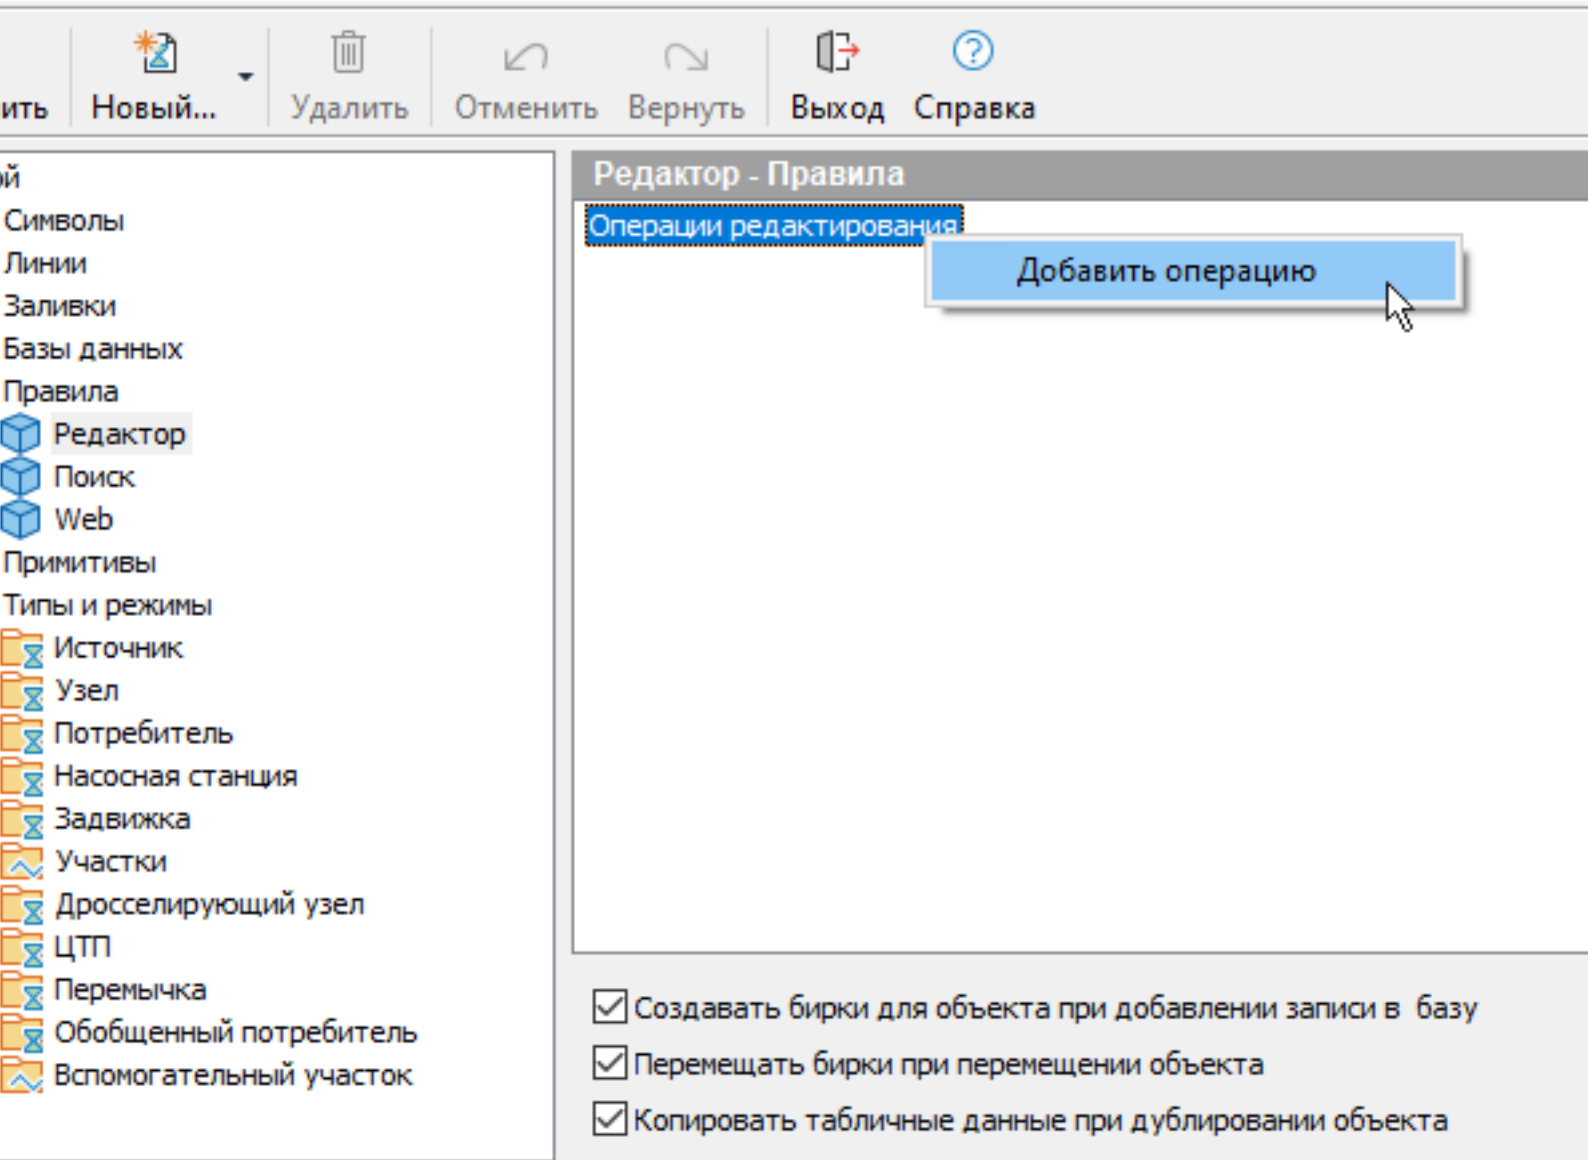 ить
Новый...
Удалить
Отменить
Вернуть
Выход
Справка
ой
Символы
Линии
Заливки
Базы данных
Правила
Редактор
Поиск
Web
Примитивы
Типы и режимы
Источник
Узел
Потребитель
Насосная станция
Задвижка
Участки
Дросселирующий узел
ЦТП
Перемычка
Обобщенный потребитель
Вспомогательный участок
Редактор - Правила
Операции редактирования
Добавить операцию
Создавать бирки для объекта при добавлении записи в базу
Перемещать бирки при перемещении объекта
Копировать табличные данные при дублировании объекта